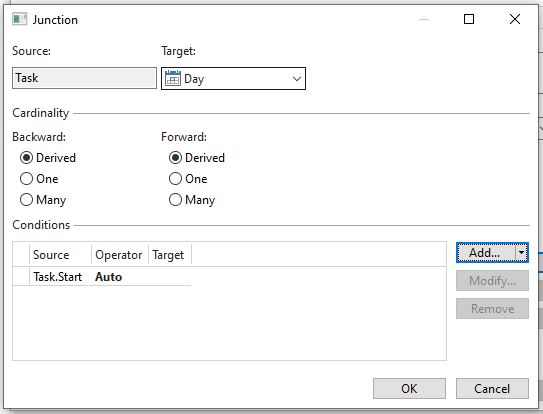 Junction
Source: Target:
Task Day
Cardinality
Backward: Forward:
Derived Derived
One One
Many Many
Conditions
Source Operator Target Add...
Task.Start Auto Modify...
Remove
OK Cancel